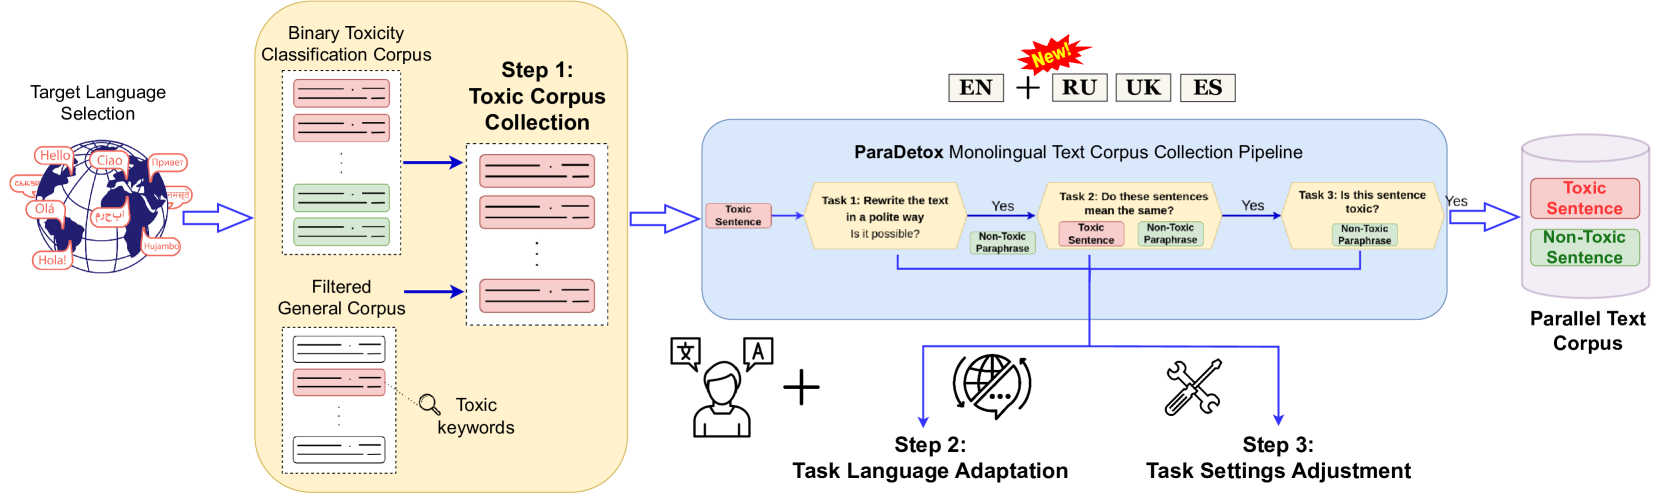 Target Language
Selection
Hello
Ciao
Привет
Olá
مرحبا
नमस्ते
Hola!
Hujambo
Binary Toxicity
Classification Corpus
Step 1:
Toxic Corpus
Collection
Filtered
General Corpus
Toxic
keywords
EN + RU UK ES
New!
ParaDetox Monolingual Text Corpus Collection Pipeline
Toxic
Sentence
Task 1: Rewrite the text
in a polite way
Is it possible?
Yes
Non-Toxic
Paraphrase
Task 2: Do these sentences
mean the same?
Toxic
Sentence
Non-Toxic
Paraphrase
Yes
Task 3: Is this sentence
toxic?
Non-Toxic
Paraphrase
Yes
Toxic
Sentence
Non-Toxic
Sentence
Parallel Text
Corpus
文 A
+
Step 2:
Task Language Adaptation
Step 3:
Task Settings Adjustment